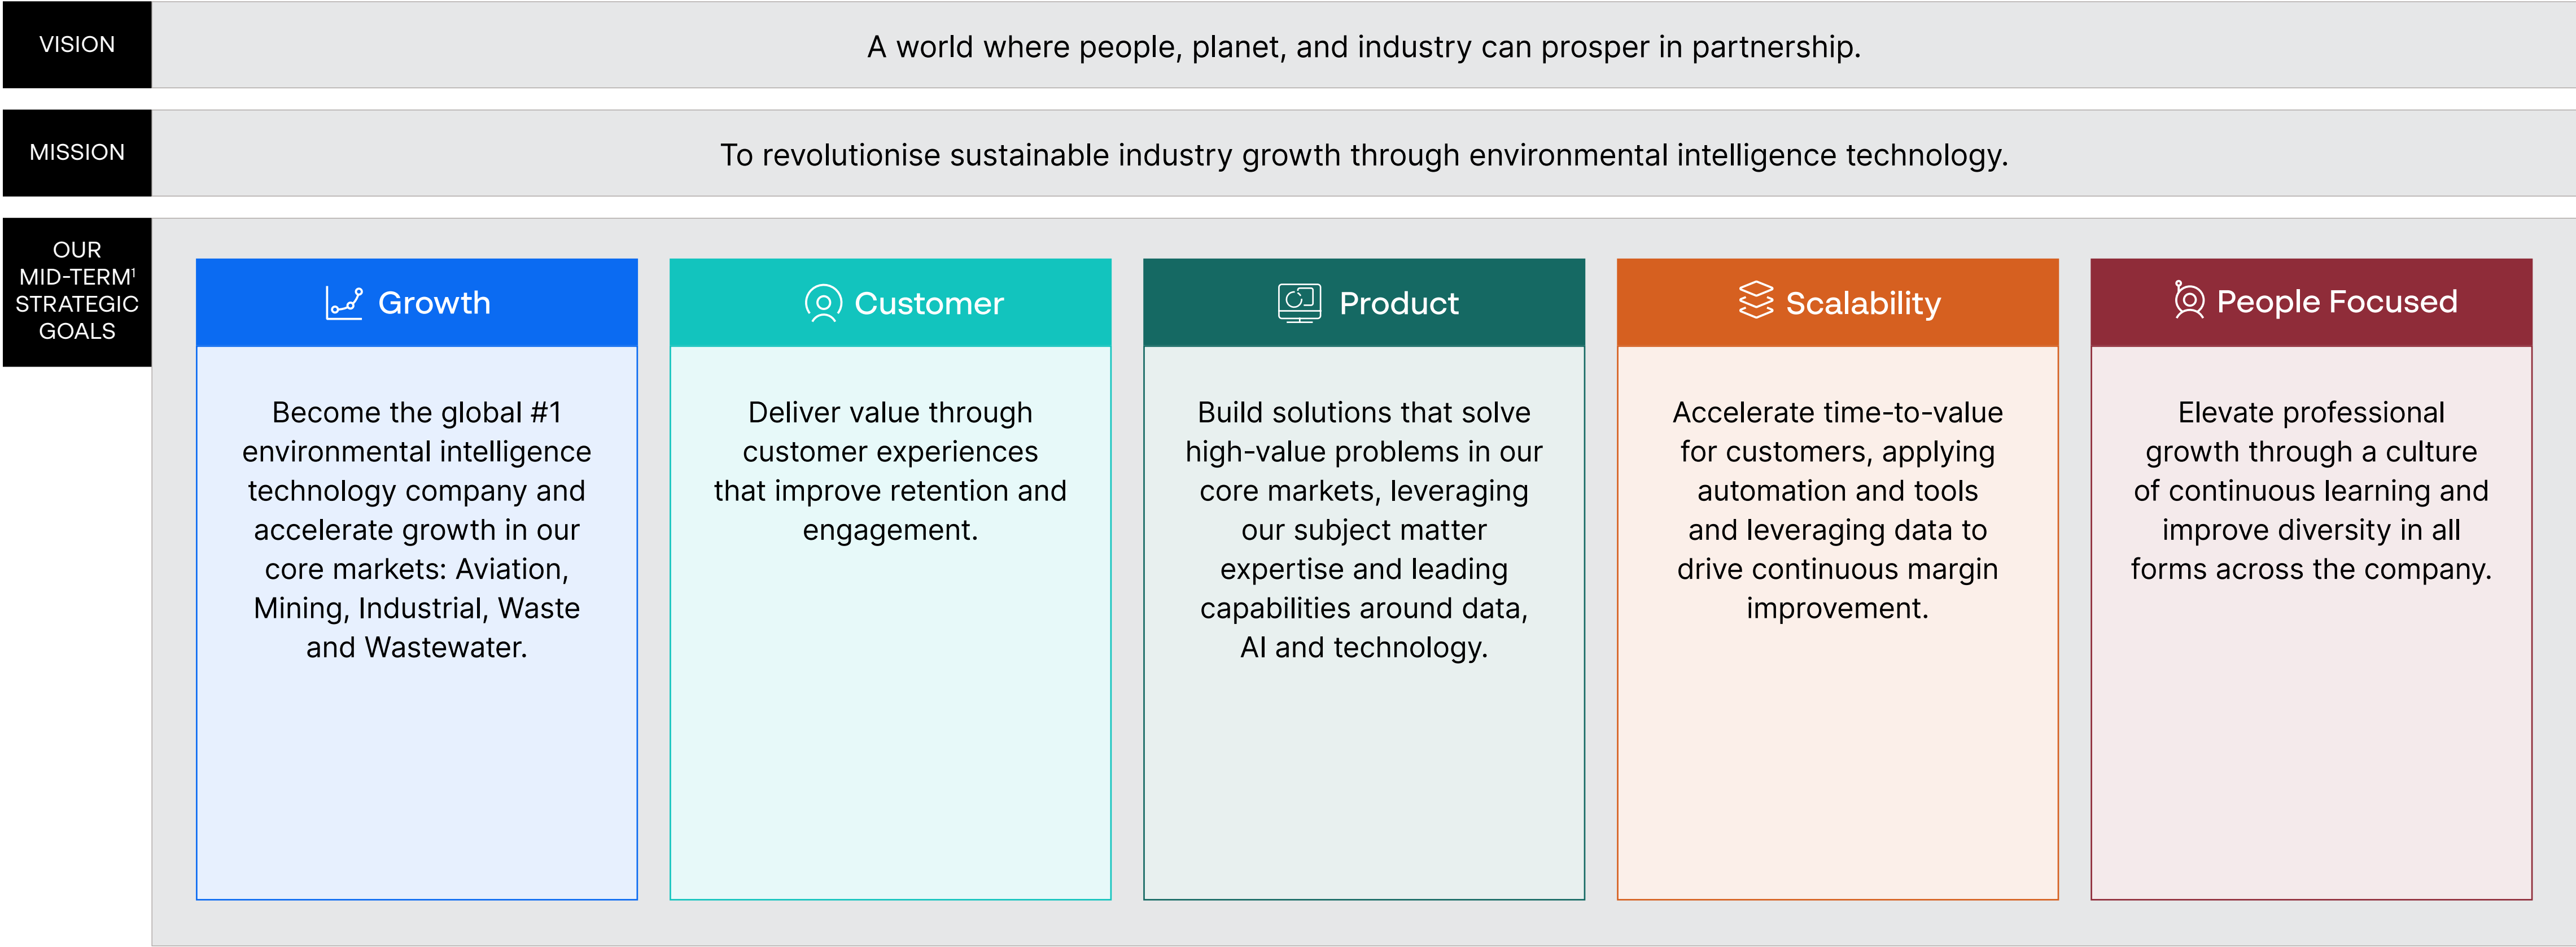 VISION
A world where people, planet, and industry can prosper in partnership.
MISSION
To revolutionise sustainable industry growth through environmental intelligence technology.
OUR
MID-TERM¹
STRATEGIC
GOALS
Growth
Become the global #1
environmental intelligence
technology company and
accelerate growth in our
core markets: Aviation,
Mining, Industrial, Waste
and Wastewater.
Customer
Deliver value through
customer experiences
that improve retention and
engagement.
Product
Build solutions that solve
high-value problems in our
core markets, leveraging
our subject matter
expertise and leading
capabilities around data,
AI and technology.
Scalability
Accelerate time-to-value
for customers, applying
automation and tools
and leveraging data to
drive continuous margin
improvement.
People Focused
Elevate professional
growth through a culture
of continuous learning and
improve diversity in all
forms across the company.